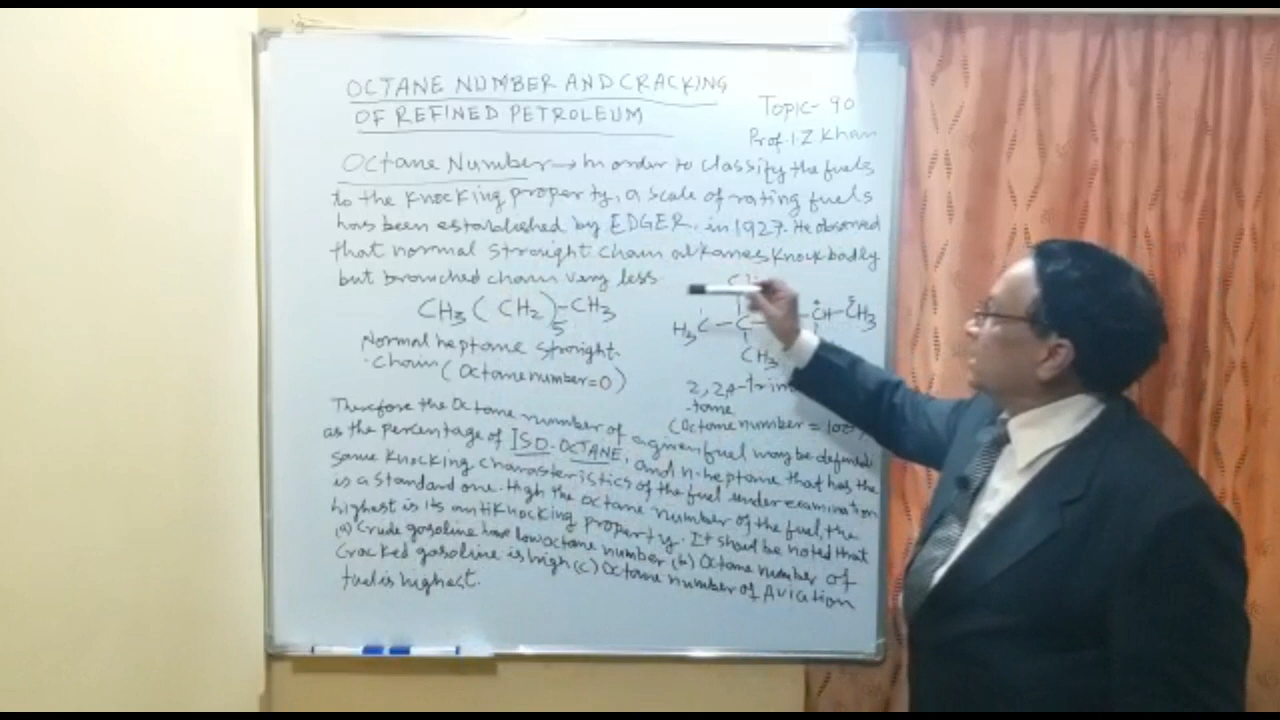 OCTANE NUMBER AND CRACKING
OF REFINED PETROLEUM
Topic-90
Prof. I.Z Khan
Octane Number → In order to classify the fuels
to the knocking property, a scale of rating fuels
has been established by EDGER, in 1927. He observed
that normal straight chain alkanes knock badly
but branched chain very less
CH3(CH2)5-CH3
H3C-C
CH-CH3
CH3
Normal heptane straight
chain (Octane number=0)
2,2,4-trim
-tane
(Octane number = 100
Therefore the Octane number of a given fuel may be defined
as the percentage of ISO-OCTANE, and n-heptane that has the
same knocking characteristics of the fuel under examination
is a standard one. High the octane number of the fuel, the
highest is its antiknocking property. It should be noted that
(a) Crude gasoline have low octane number (b) Octane number of
Cracked gasoline is high (c) Octane number of Aviation
fuel is highest.